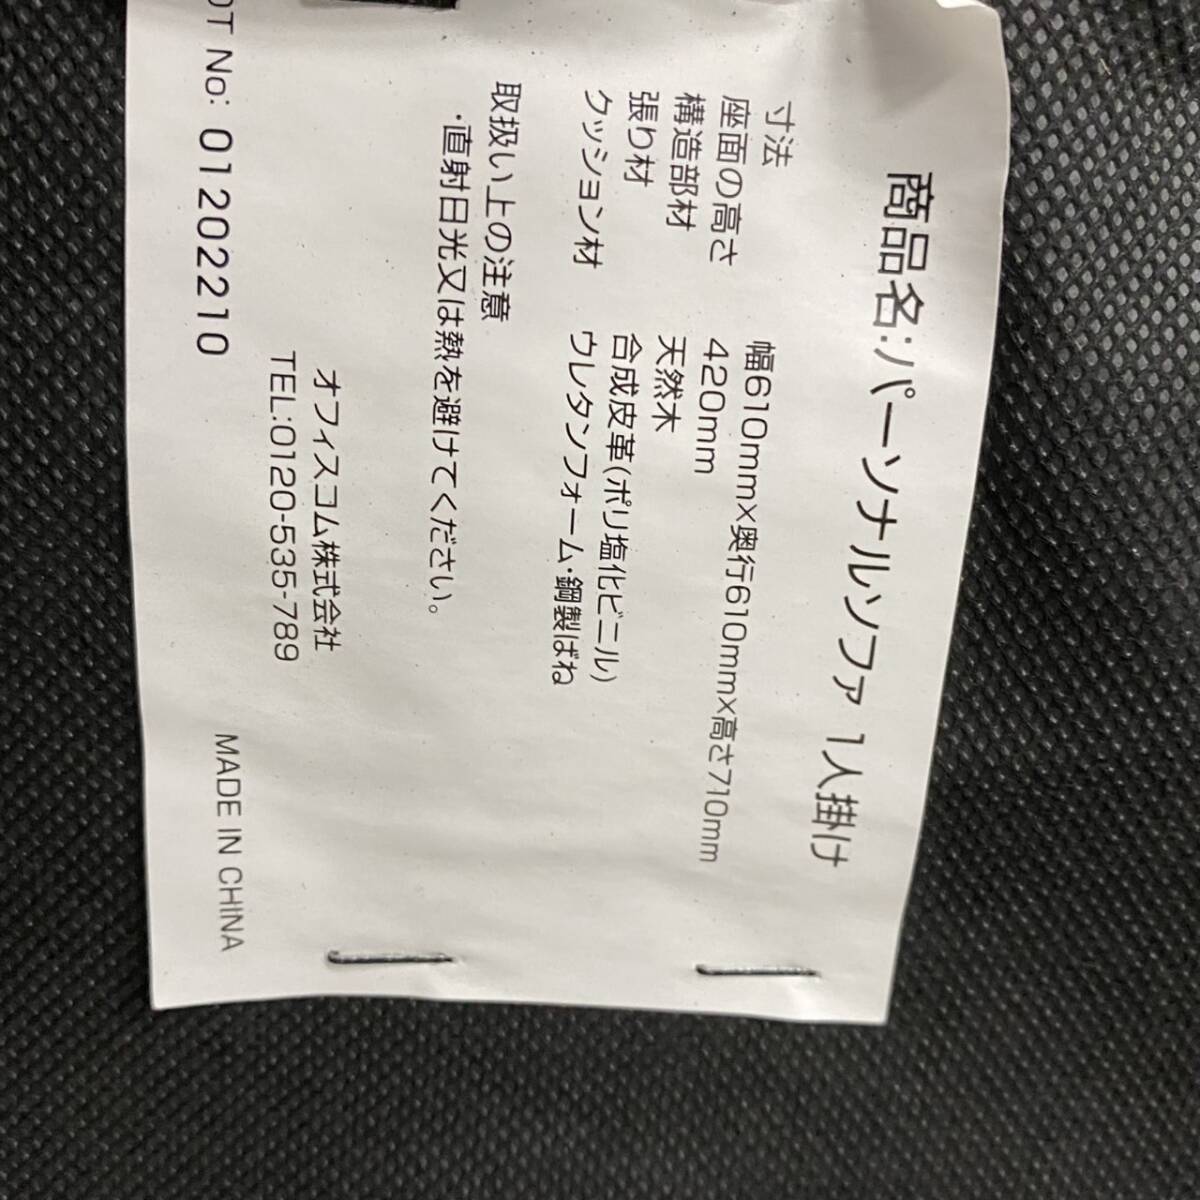 商品名:パーソナルソファ 1人掛け
寸法 幅610mm×奥行610mm×高さ710mm
座面の高さ 420mm
構造部材 天然木
張り材 合成皮革(ポリ塩化ビニル)
クッション材 ウレタンフォーム・鋼製ばね
取扱い上の注意
・直射日光又は熱を避けてください。
オフィスコム株式会社
TEL:0120-535-789
OT No: 01202210
MADE IN CHINA